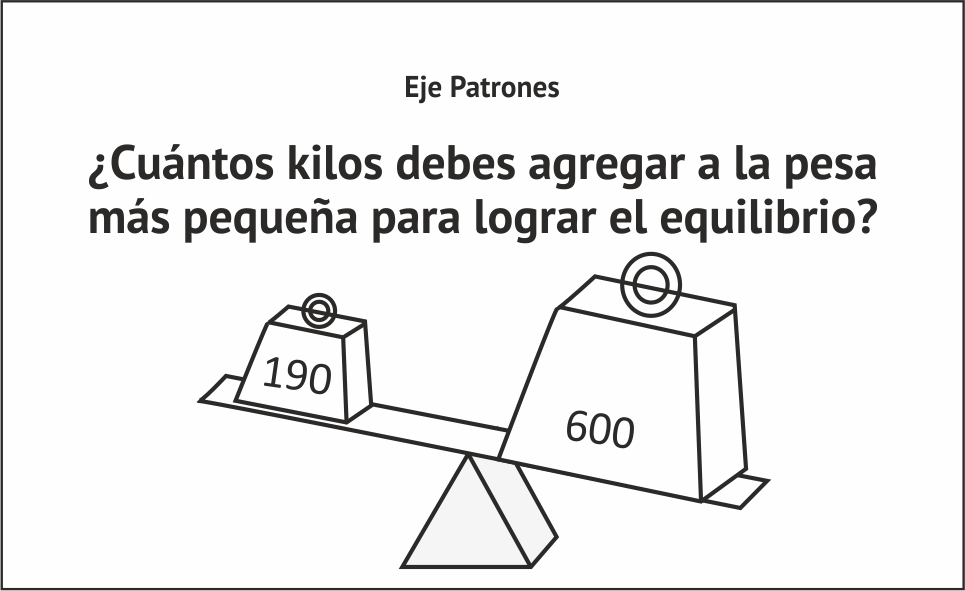 Eje Patrones
¿Cuántos kilos debes agregar a la pesa
más pequeña para lograr el equilibrio?
190
600